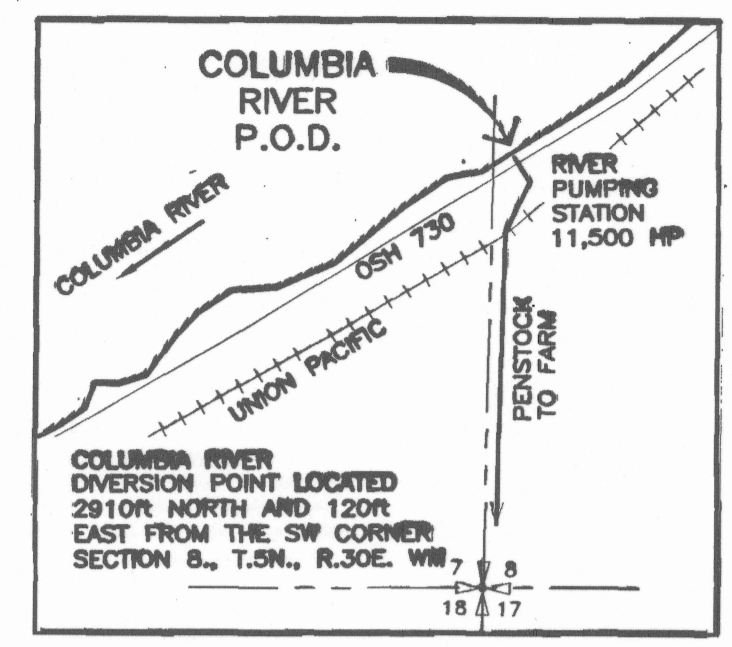 COLUMBIA
RIVER
P.O.D.
RIVER
PUMPING
STATION
11,500 HP
COLUMBIA RIVER
OSH 730
UNION PACIFIC
PENSTOCK
TO FARM
COLUMBIA RIVER
DIVERSION POINT LOCATED
2910ft NORTH AND 120ft
EAST FROM THE SW CORNER
SECTION 8., T.5N., R.30E. WM
7 8
18 17